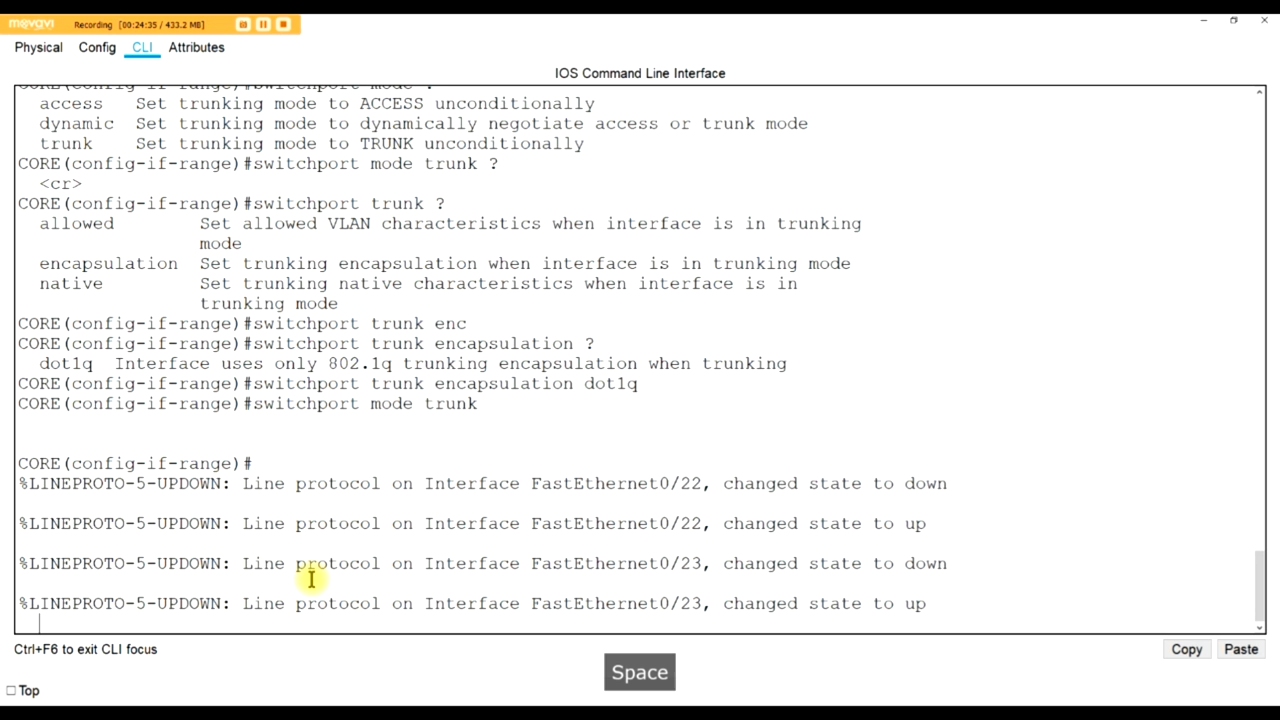 movavi Recording [00:24:35 / 433.2 MB]
Physical Config CLI Attributes
IOS Command Line Interface
CORE(config-if-range)#switchport mode ?
access Set trunking mode to ACCESS unconditionally
dynamic Set trunking mode to dynamically negotiate access or trunk mode
trunk Set trunking mode to TRUNK unconditionally
CORE(config-if-range)#switchport mode trunk ?
<cr>
CORE(config-if-range)#switchport trunk ?
allowed Set allowed VLAN characteristics when interface is in trunking
mode
encapsulation Set trunking encapsulation when interface is in trunking mode
native Set trunking native characteristics when interface is in
trunking mode
CORE(config-if-range)#switchport trunk enc
CORE(config-if-range)#switchport trunk encapsulation ?
dot1q Interface uses only 802.1q trunking encapsulation when trunking
CORE(config-if-range)#switchport trunk encapsulation dot1q
CORE(config-if-range)#switchport mode trunk
CORE(config-if-range)#
%LINEPROTO-5-UPDOWN: Line protocol on Interface FastEthernet0/22, changed state to down
%LINEPROTO-5-UPDOWN: Line protocol on Interface FastEthernet0/22, changed state to up
%LINEPROTO-5-UPDOWN: Line protocol on Interface FastEthernet0/23, changed state to down
%LINEPROTO-5-UPDOWN: Line protocol on Interface FastEthernet0/23, changed state to up
Ctrl+F6 to exit CLI focus
Copy Paste
Space
Top